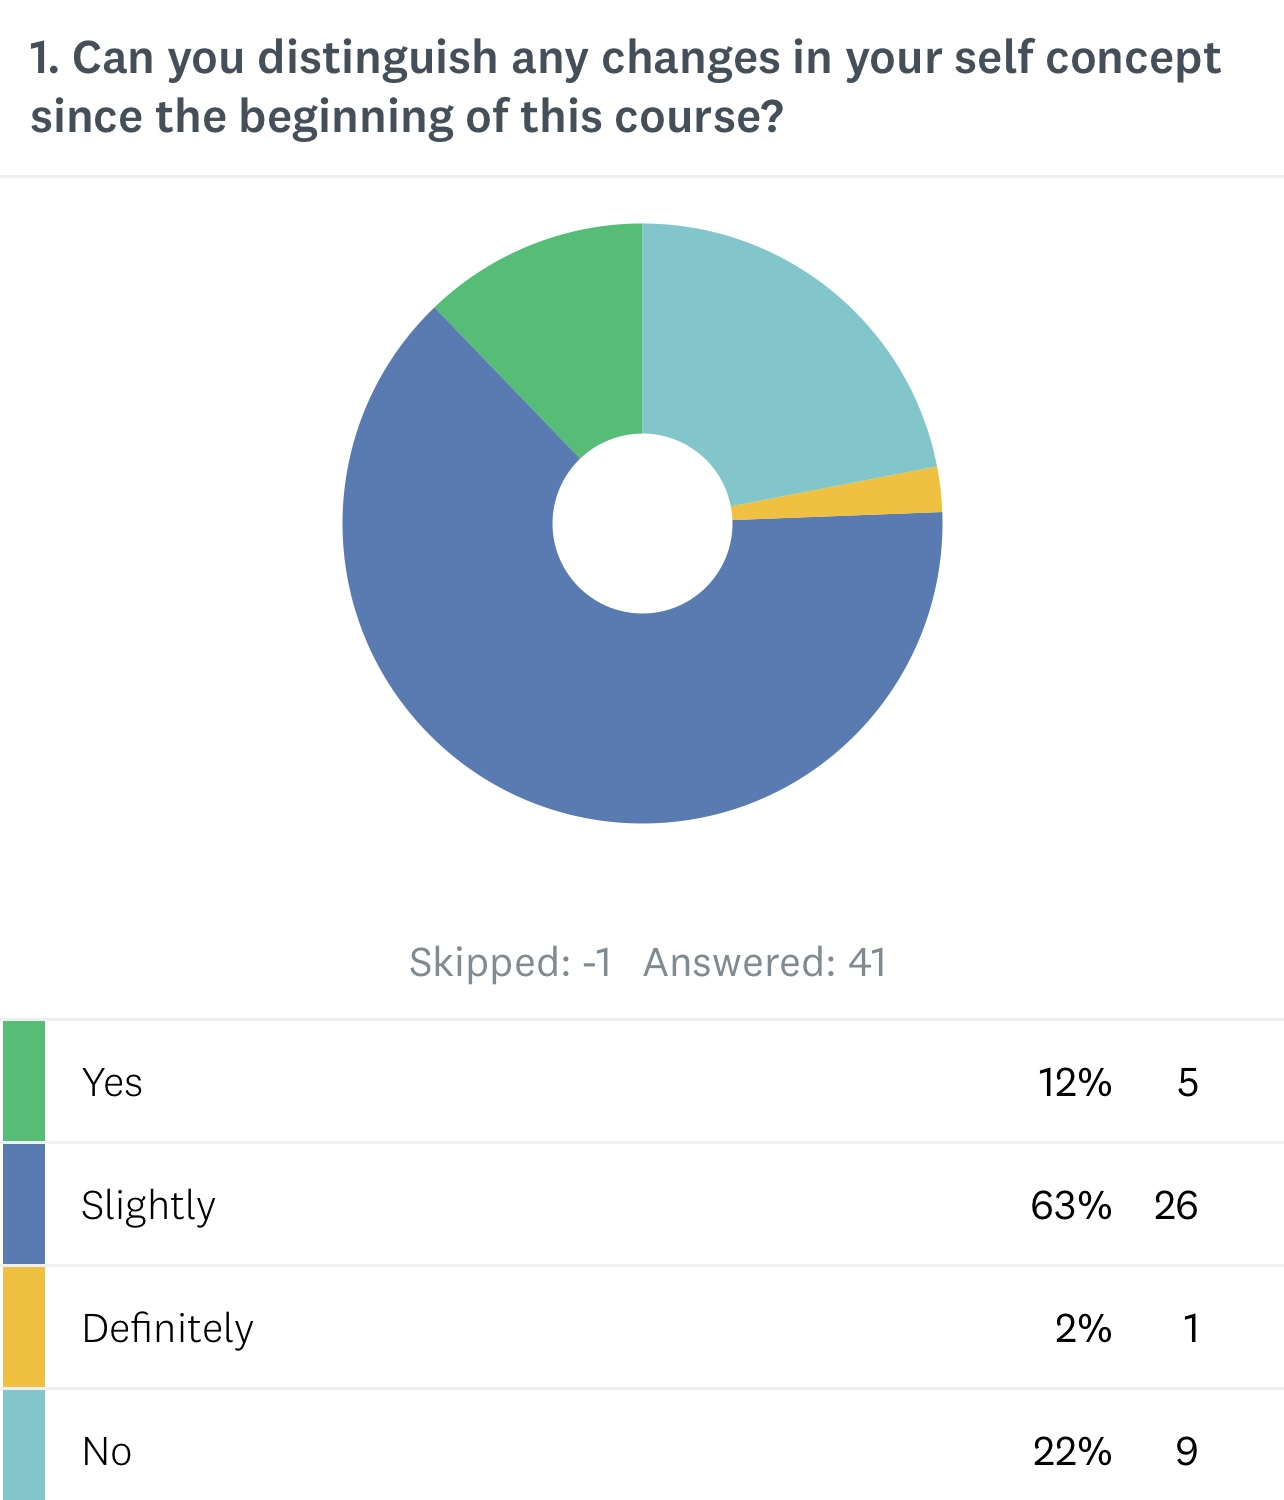 1. Can you distinguish any changes in your self concept
since the beginning of this course?
Skipped: -1 Answered: 41
Yes 12% 5
Slightly 63% 26
Definitely 2% 1
No 22% 9